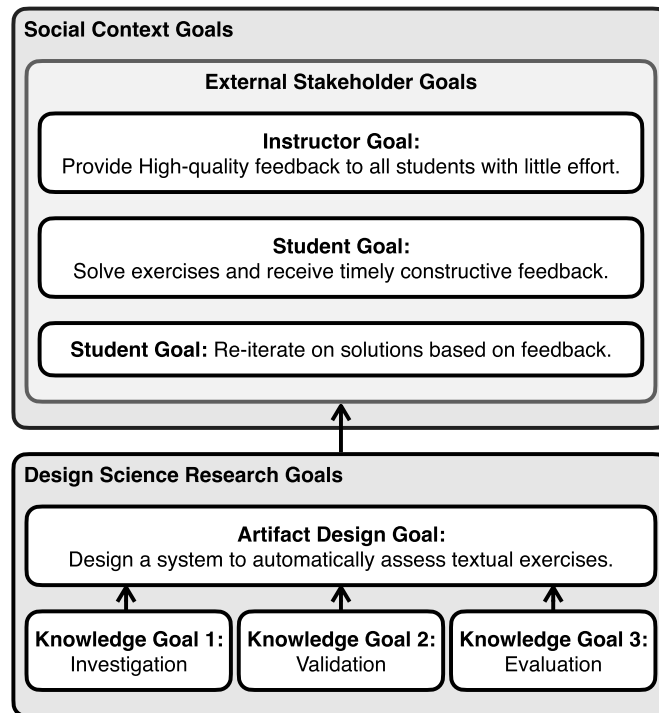 Social Context Goals
External Stakeholder Goals
Instructor Goal:
Provide High-quality feedback to all students with little effort.
Student Goal:
Solve exercises and receive timely constructive feedback.
Student Goal: Re-iterate on solutions based on feedback.
Design Science Research Goals
Artifact Design Goal:
Design a system to automatically assess textual exercises.
Knowledge Goal 1:
Investigation
Knowledge Goal 2:
Validation
Knowledge Goal 3:
Evaluation